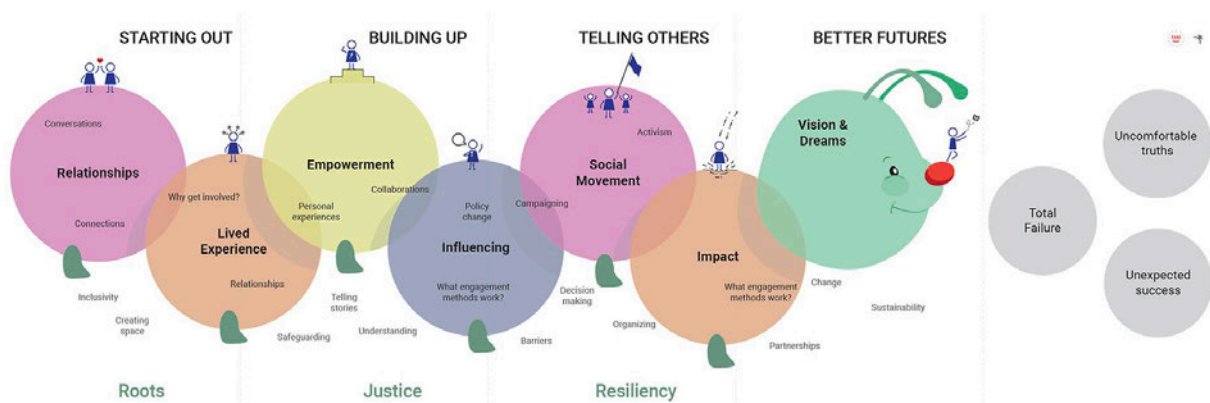 STARTING OUT
BUILDING UP
TELLING OTHERS
BETTER FUTURES
Conversations
Relationships
Connections
Why get involved?
Lived
Experience
Relationships
Inclusivity
Creating
space
Safeguarding
Empowerment
Collaborations
Personal
experiences
Policy
change
Influencing
What engagement
methods work?
Telling
stories
Understanding
Barriers
Activism
Social
Movement
Campaigning
Decision
making
Organizing
Impact
What engagement
methods work?
Partnerships
Vision &
Dreams
Change
Sustainability
Uncomfortable
truths
Total
Failure
Unexpected
success
Roots
Justice
Resiliency